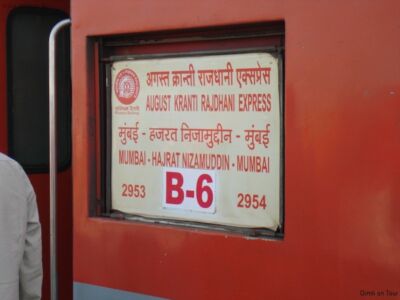 अगस्त क्रान्ती राजधानी एक्सप्रेस
AUGUST KRANTI RAJDHANI EXPRESS
मुंबई - हजरत निजामुद्दीन - मुंबई
MUMBAI - HAJRAT NIZAMUDDIN - MUMBAI
2953 B-6 2954